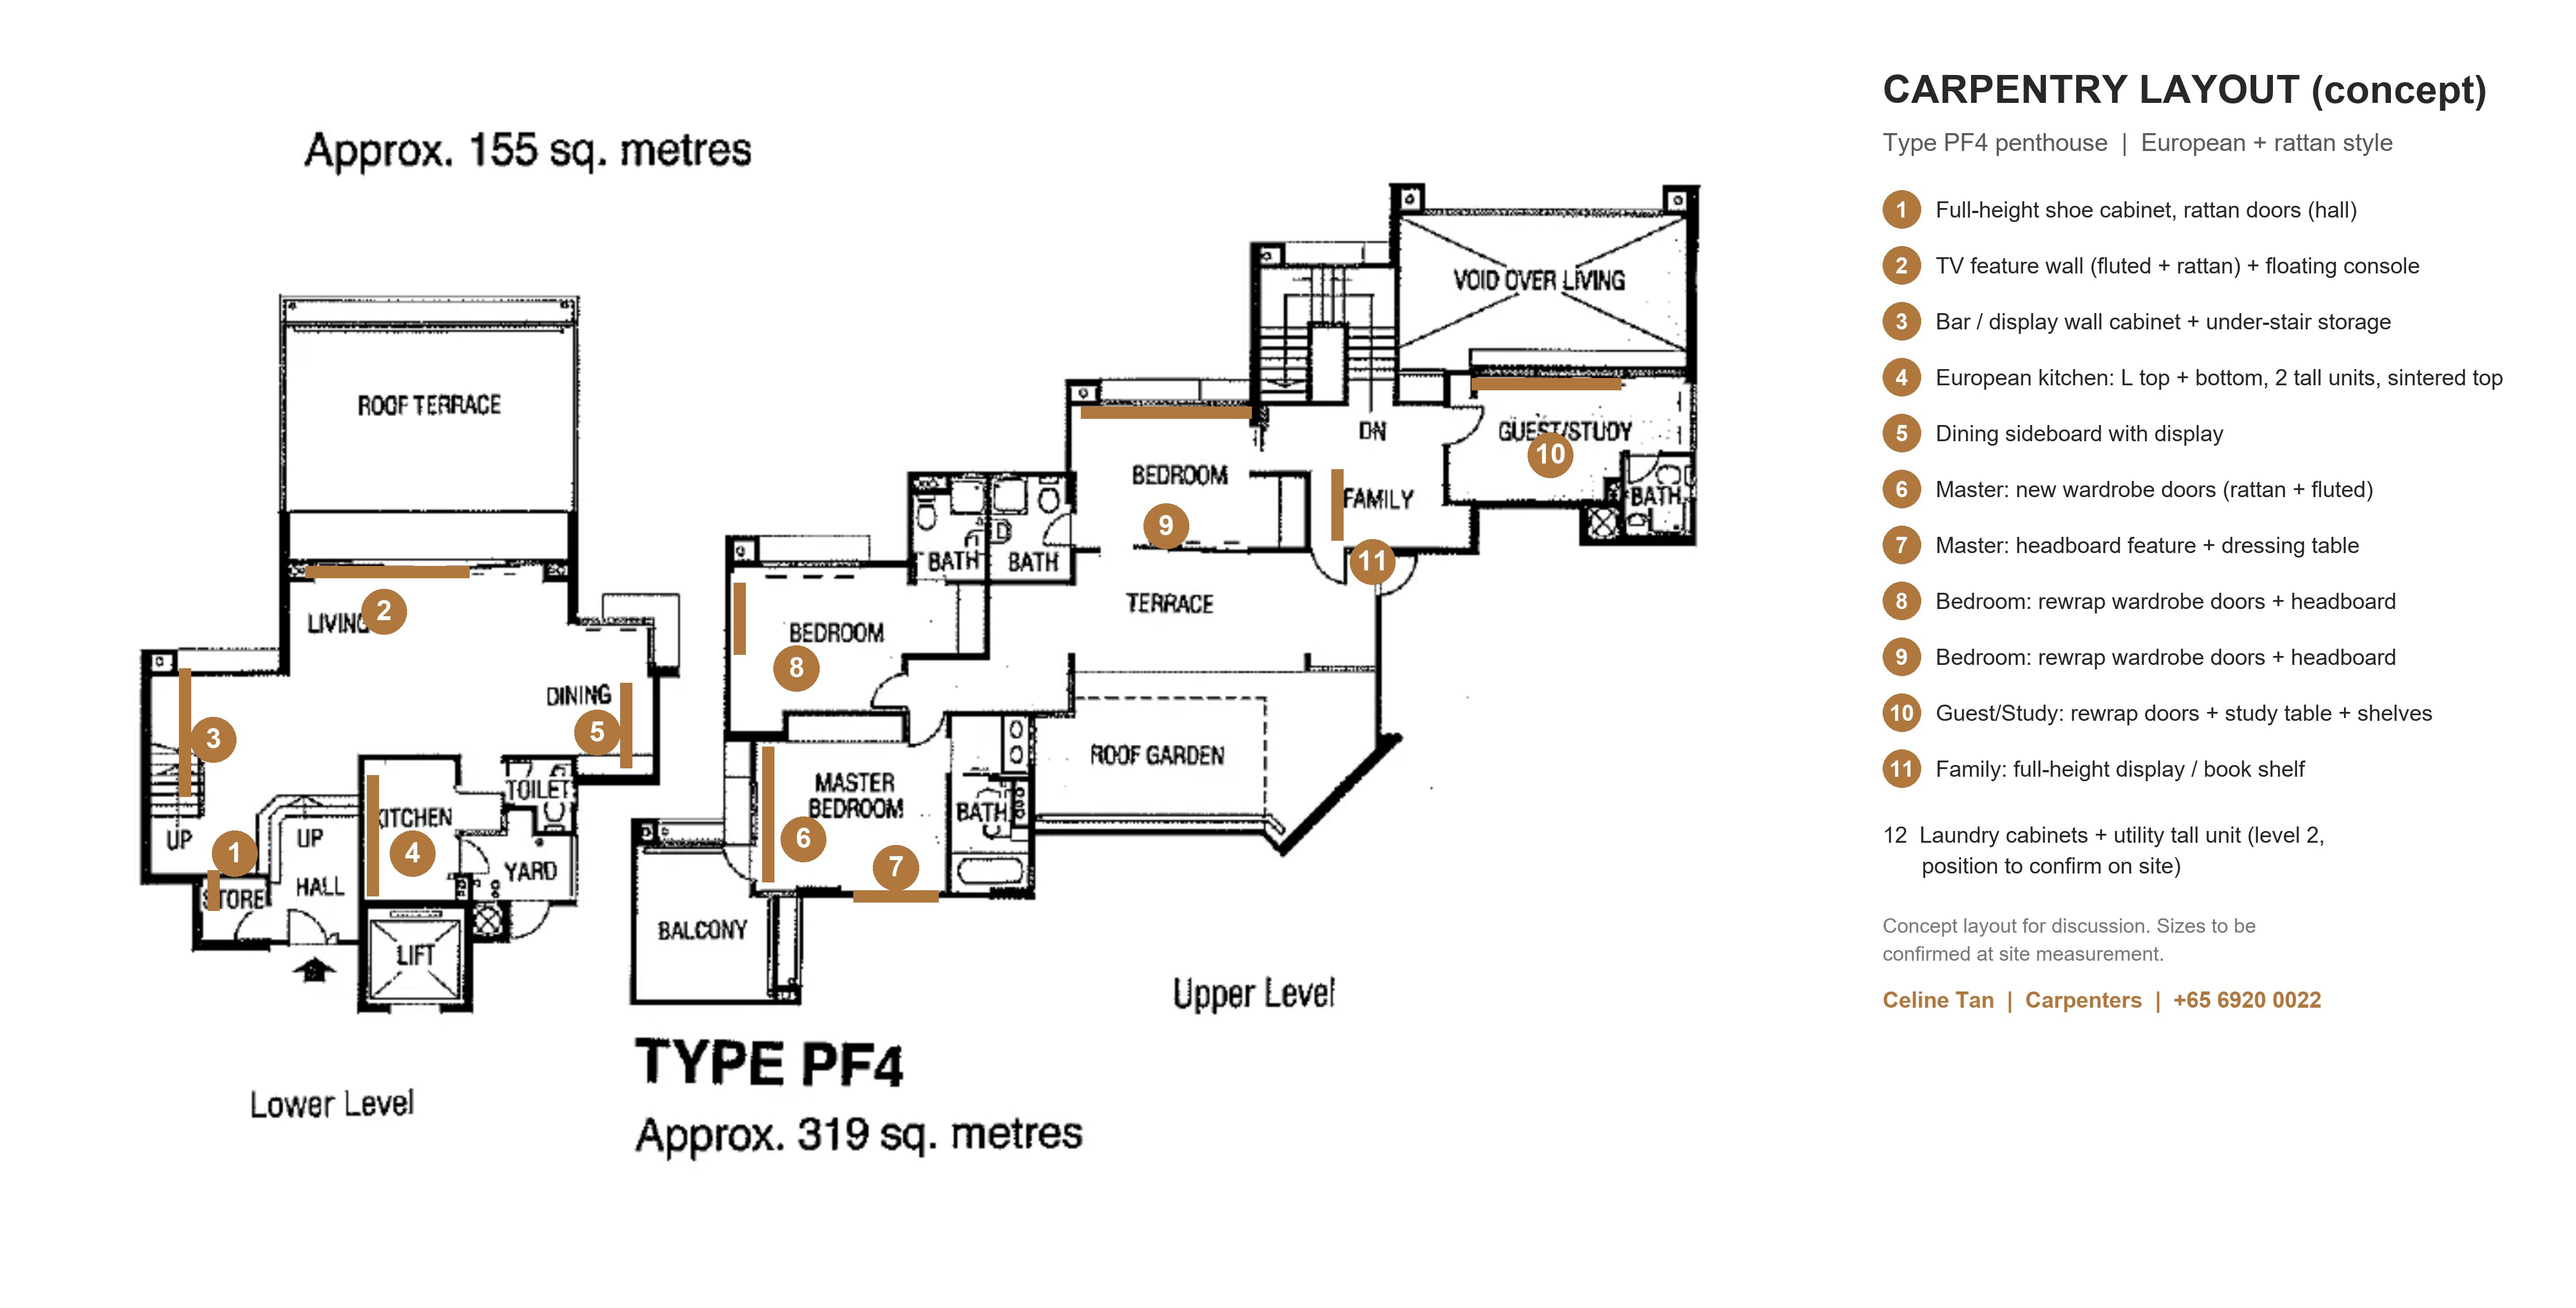 Approx. 155 sq. metres
ROOF TERRACE
LIVING
2
DINING
5
3
UP
1
UP
KITCHEN
4
TOILET
YARD
STORE
HALL
LIFT
Lower Level
VOID OVER LIVING
DN
GUEST/STUDY
10
BATH
BEDROOM
9
FAMILY
11
BATH
BATH
TERRACE
BEDROOM
8
ROOF GARDEN
MASTER
BEDROOM
6
7
BATH
BALCONY
Upper Level
TYPE PF4
Approx. 319 sq. metres
CARPENTRY LAYOUT (concept)
Type PF4 penthouse | European + rattan style
1 Full-height shoe cabinet, rattan doors (hall)
2 TV feature wall (fluted + rattan) + floating console
3 Bar / display wall cabinet + under-stair storage
4 European kitchen: L top + bottom, 2 tall units, sintered top
5 Dining sideboard with display
6 Master: new wardrobe doors (rattan + fluted)
7 Master: headboard feature + dressing table
8 Bedroom: rewrap wardrobe doors + headboard
9 Bedroom: rewrap wardrobe doors + headboard
10 Guest/Study: rewrap doors + study table + shelves
11 Family: full-height display / book shelf
12 Laundry cabinets + utility tall unit (level 2,
position to confirm on site)
Concept layout for discussion. Sizes to be
confirmed at site measurement.
Celine Tan | Carpenters | +65 6920 0022